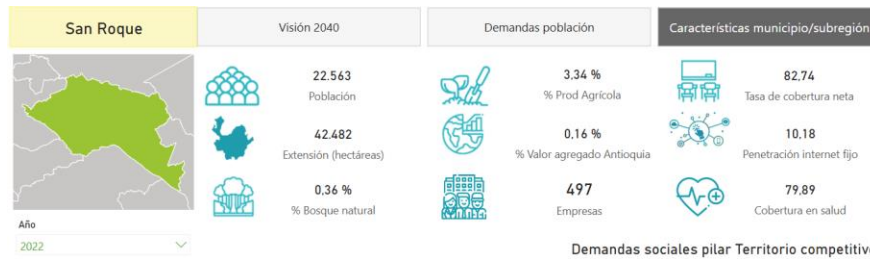 San Roque
Visión 2040
Demandas población
Características municipio/subregión
22.563
Población
3,34 %
% Prod Agrícola
82,74
Tasa de cobertura neta
42.482
Extensión (hectáreas)
0,16 %
% Valor agregado Antioquia
10,18
Penetración internet fijo
0,36 %
% Bosque natural
497
Empresas
79,89
Cobertura en salud
Año
2022
Demandas sociales pilar Territorio competitivo